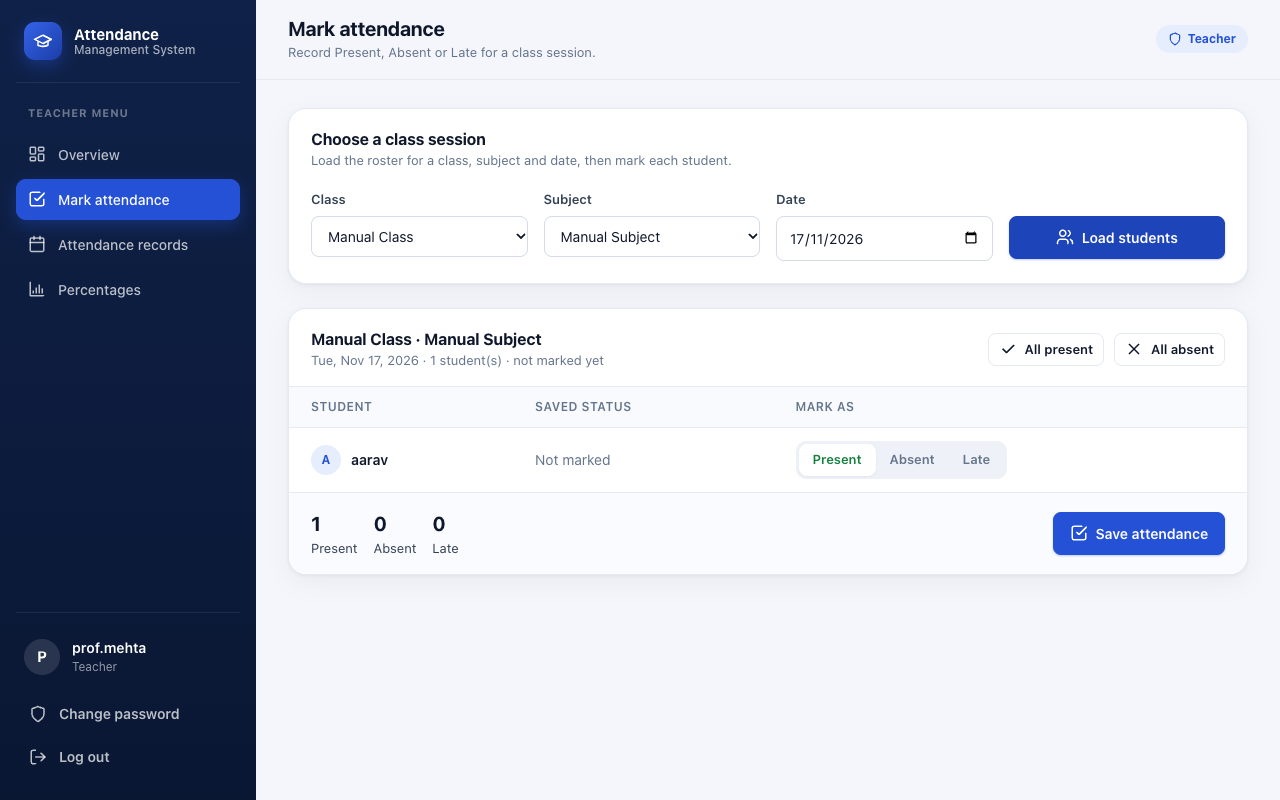 Attendance
Management System
TEACHER MENU
Overview
Mark attendance
Attendance records
Percentages
P
prof.mehta
Teacher
Change password
Log out
Mark attendance
Record Present, Absent or Late for a class session.
Teacher
Choose a class session
Load the roster for a class, subject and date, then mark each student.
Class
Subject
Date
Manual Class
Manual Subject
17/11/2026
Load students
Manual Class · Manual Subject
Tue, Nov 17, 2026 · 1 student(s) · not marked yet
All present
All absent
STUDENT
SAVED STATUS
MARK AS
A
aarav
Not marked
Present
Absent
Late
1
0
0
Present
Absent
Late
Save attendance